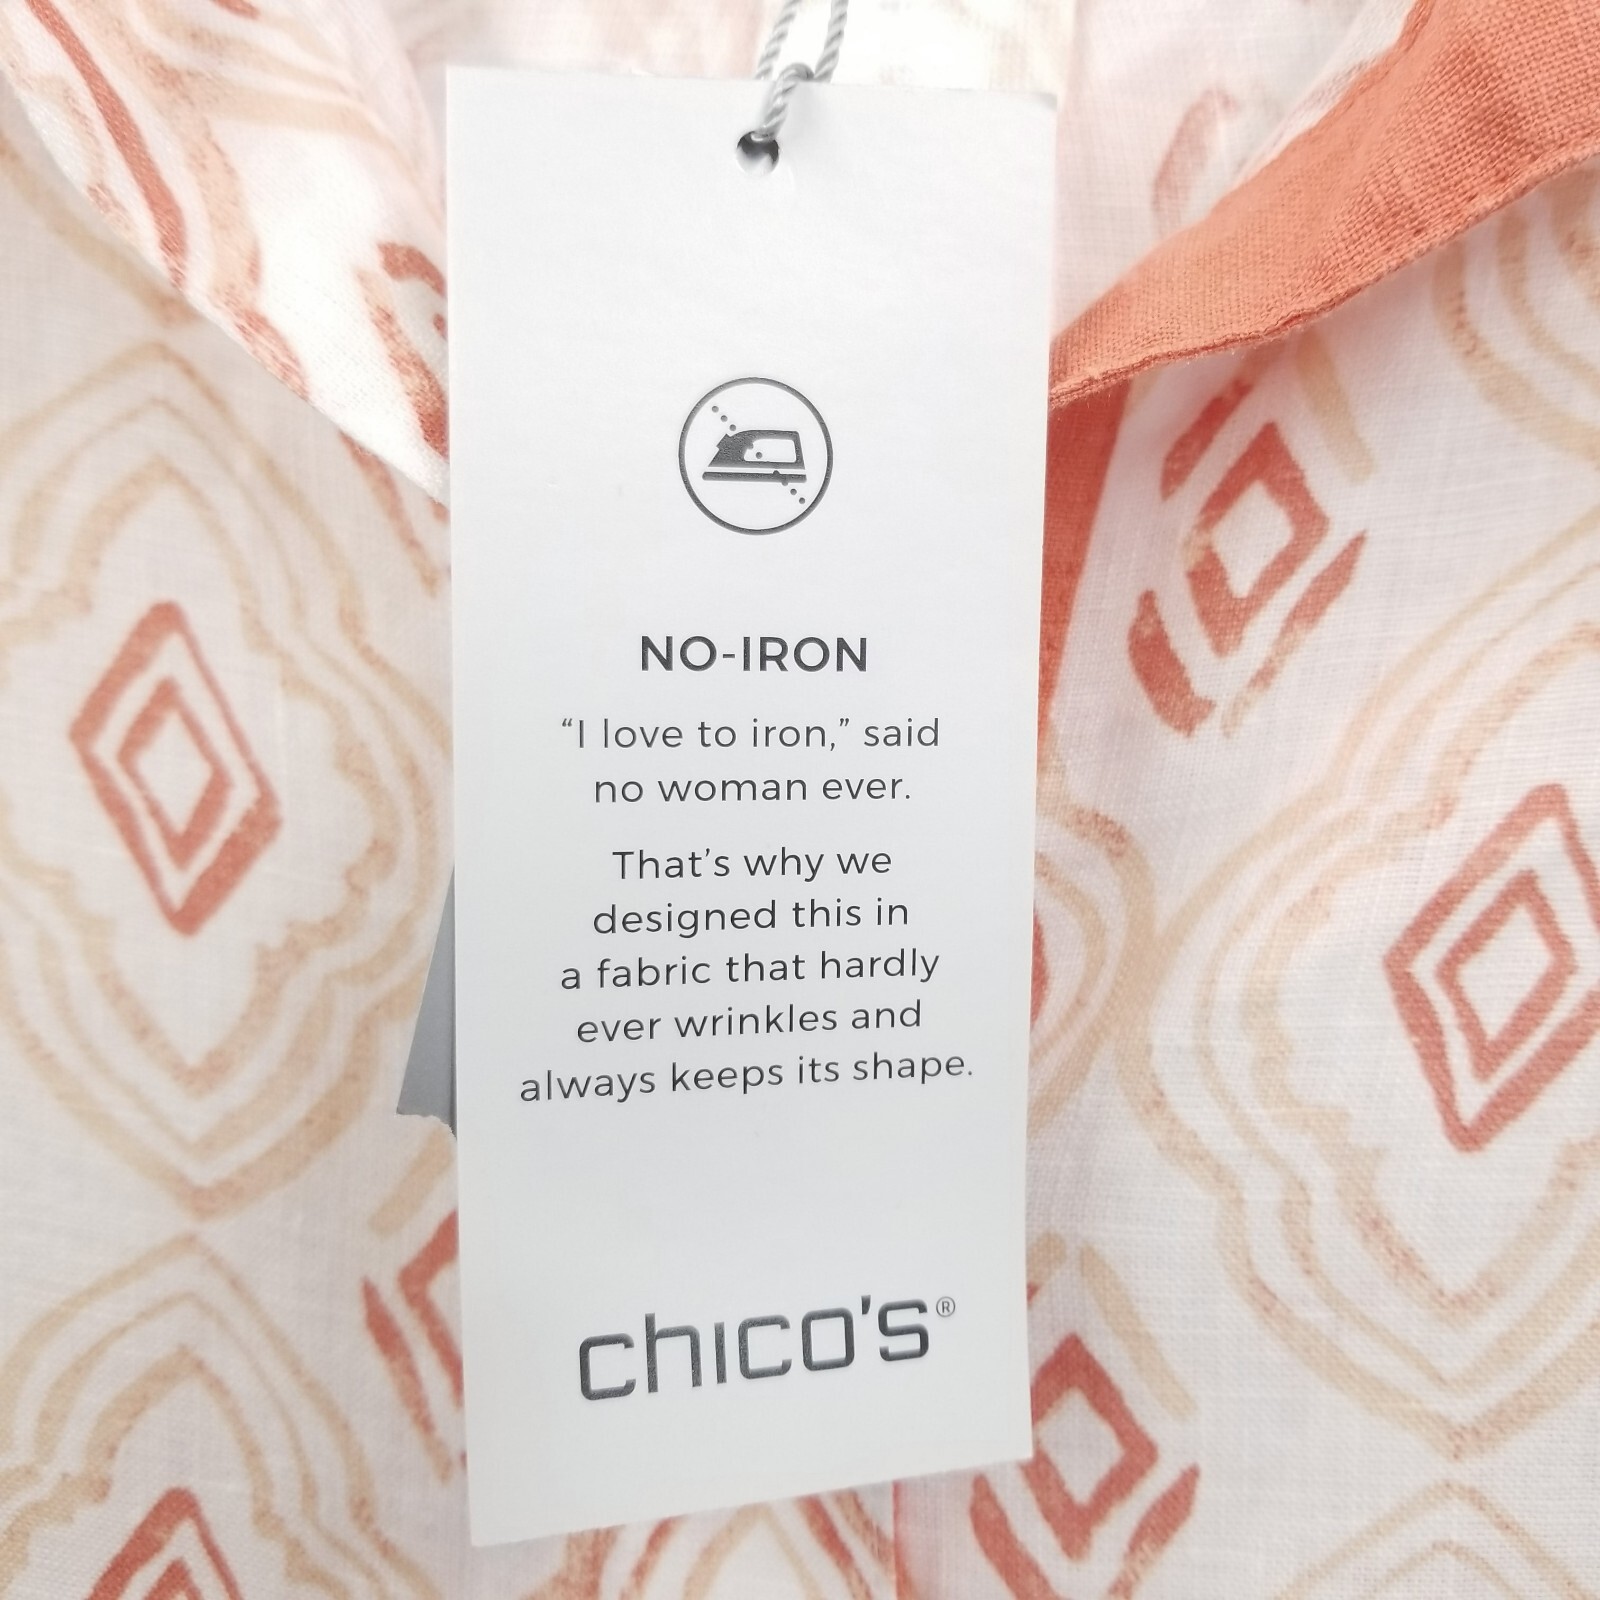 NO-IRON
“I love to iron,” said
no woman ever.
That’s why we
designed this in
a fabric that hardly
ever wrinkles and
always keeps its shape.
chico's®